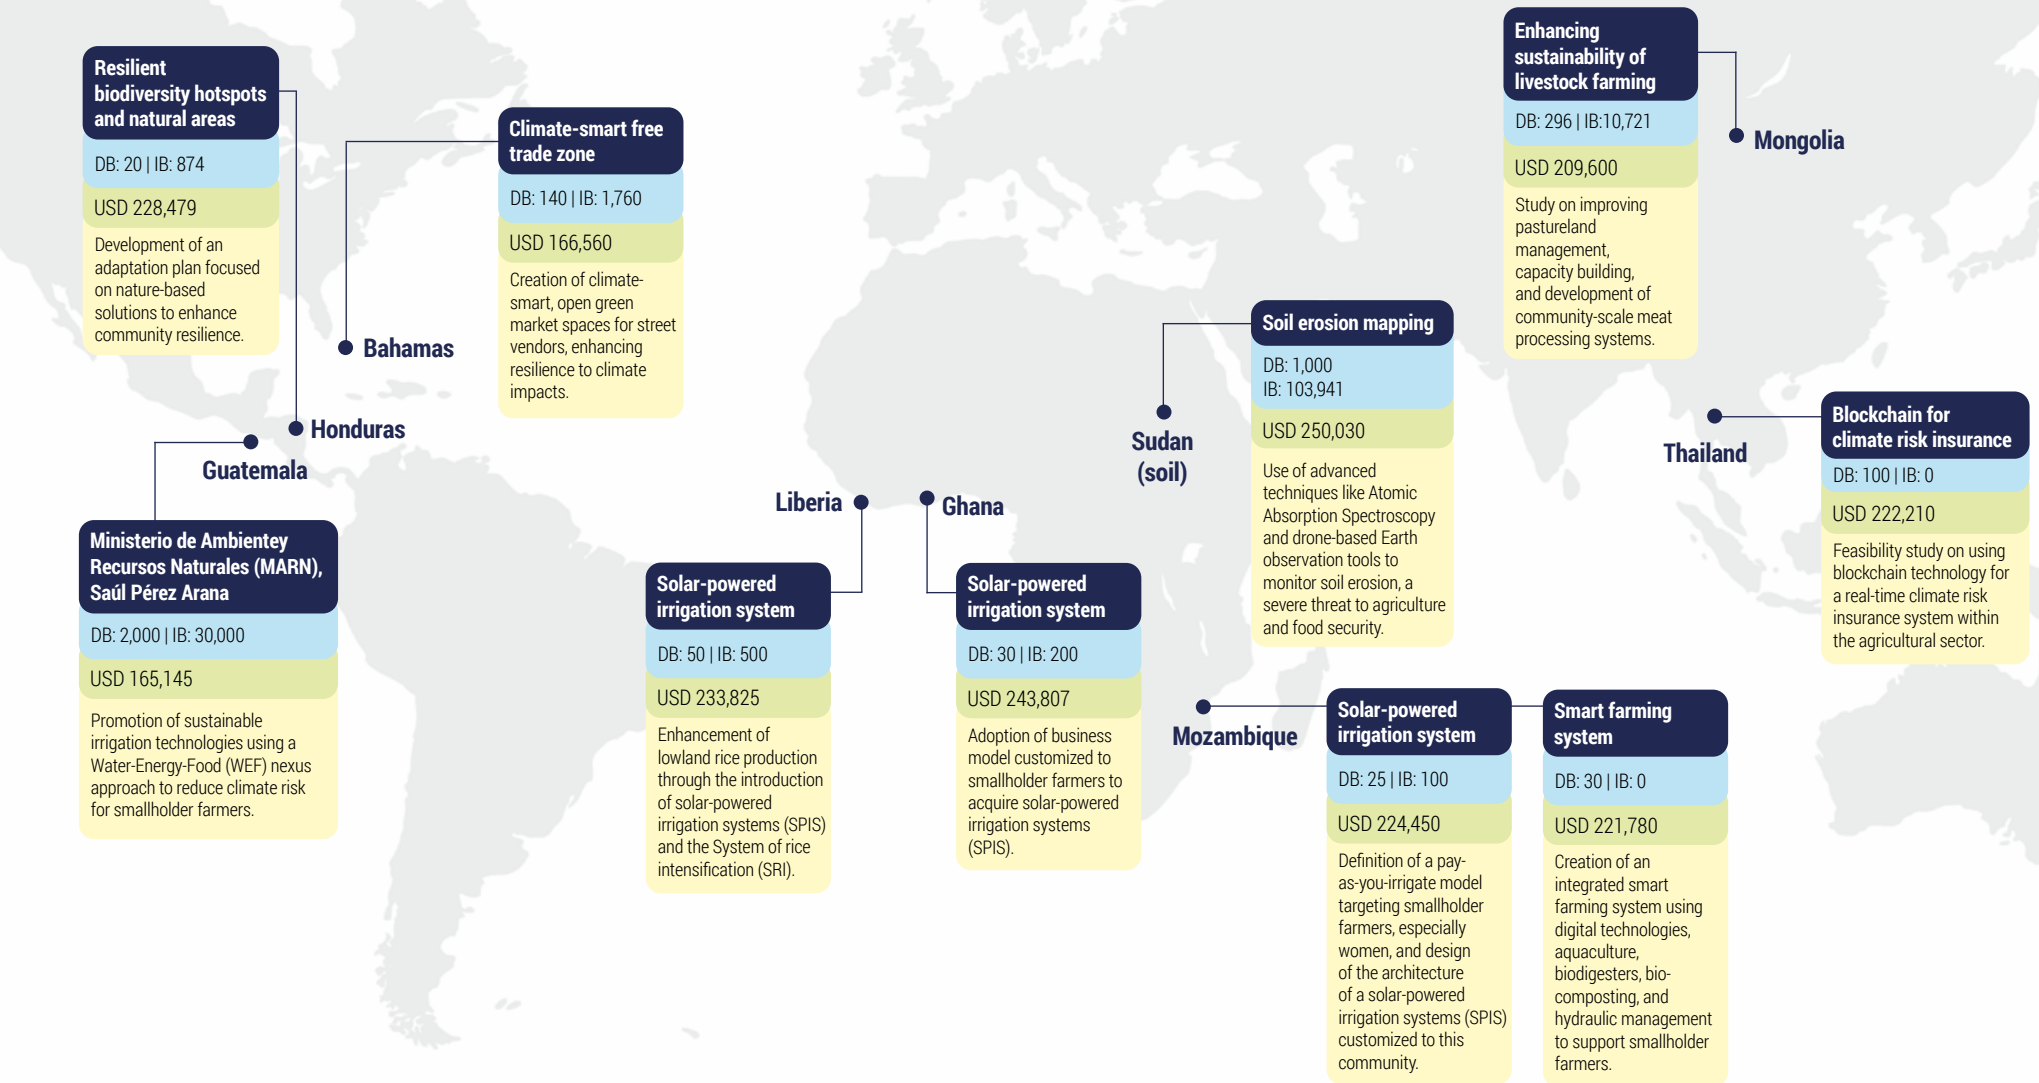 Resilient
biodiversity hotspots
and natural areas
DB: 20 | IB: 874
USD 228,479
Development of an
adaptation plan focused
on nature-based
solutions to enhance
community resilience.
Honduras
Climate-smart free
trade zone
DB: 140 | IB: 1,760
USD 166,560
Creation of climate-
smart, open green
market spaces for street
vendors, enhancing
resilience to climate
impacts.
Bahamas
Guatemala
Ministerio de Ambientey
Recursos Naturales (MARN),
Saúl Pérez Arana
DB: 2,000 | IB: 30,000
USD 165,145
Promotion of sustainable
irrigation technologies using a
Water-Energy-Food (WEF) nexus
approach to reduce climate risk
for smallholder farmers.
Liberia
Solar-powered
irrigation system
DB: 50 | IB: 500
USD 233,825
Enhancement of
lowland rice production
through the introduction
of solar-powered
irrigation systems (SPIS)
and the System of rice
intensification (SRI).
Ghana
Solar-powered
irrigation system
DB: 30 | IB: 200
USD 243,807
Adoption of business
model customized to
smallholder farmers to
acquire solar-powered
irrigation systems
(SPIS).
Sudan
(soil)
Soil erosion mapping
DB: 1,000
IB: 103,941
USD 250,030
Use of advanced
techniques like Atomic
Absorption Spectroscopy
and drone-based Earth
observation tools to
monitor soil erosion, a
severe threat to agriculture
and food security.
Enhancing
sustainability of
livestock farming
DB: 296 | IB:10,721
USD 209,600
Study on improving
pastureland
management,
capacity building,
and development of
community-scale meat
processing systems.
Mongolia
Thailand
Blockchain for
climate risk insurance
DB: 100 | IB: 0
USD 222,210
Feasibility study on using
blockchain technology for
a real-time climate risk
insurance system within
the agricultural sector.
Mozambique
Solar-powered
irrigation system
DB: 25 | IB: 100
USD 224,450
Definition of a pay-
as-you-irrigate model
targeting smallholder
farmers, especially
women, and design
of the architecture
of a solar-powered
irrigation systems (SPIS)
customized to this
community.
Smart farming
system
DB: 30 | IB: 0
USD 221,780
Creation of an
integrated smart
farming system using
digital technologies,
aquaculture,
biodigesters, bio-
composting, and
hydraulic management
to support smallholder
farmers.